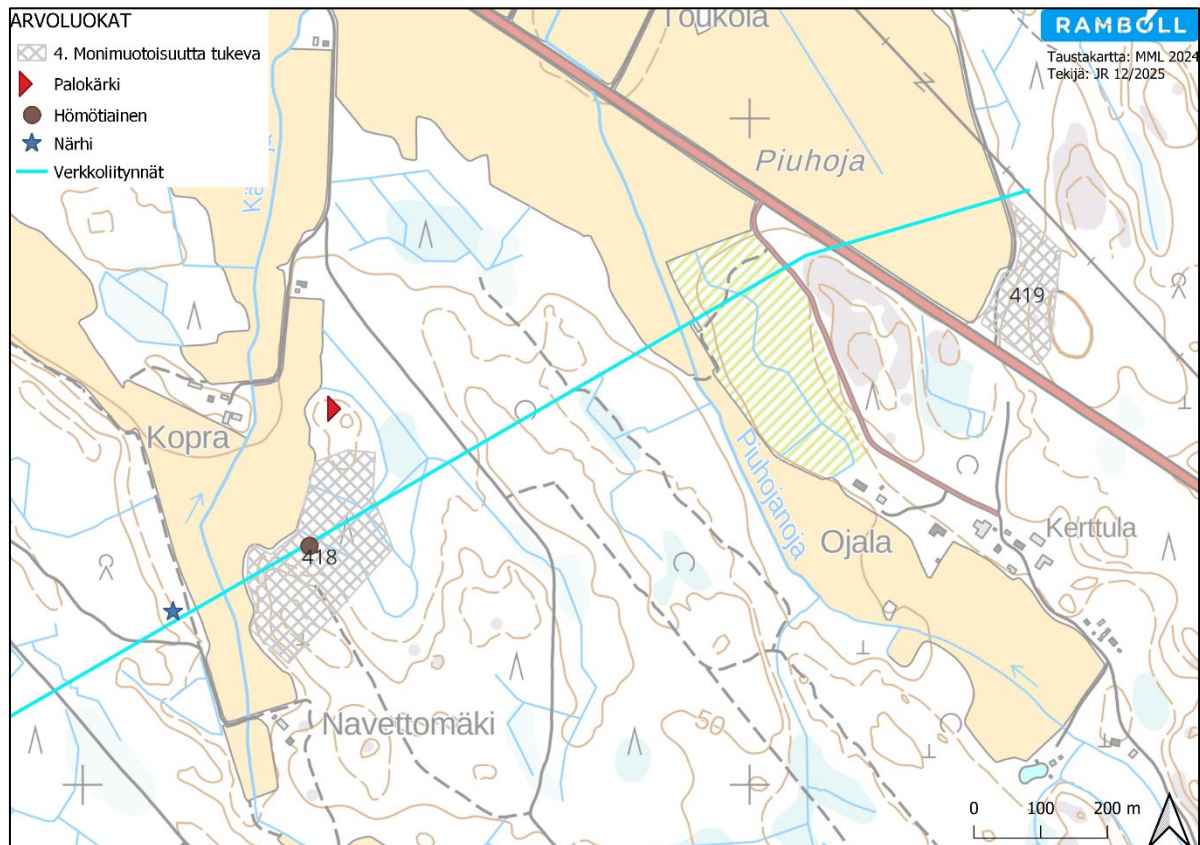 ARVOLUOKAT
4. Monimuotoisuutta tukeva
Palokärki
Hömötiainen
Närhi
Verkkoliitynnät
Toukola
RAMBOLL
Taustakartta: MML 2024
Tekijä: JR 12/2025
Piuhoja
419
Kopra
418
Piuhojanoja
Ojala
Kerttula
Navettomäki
50
0 100 200 m